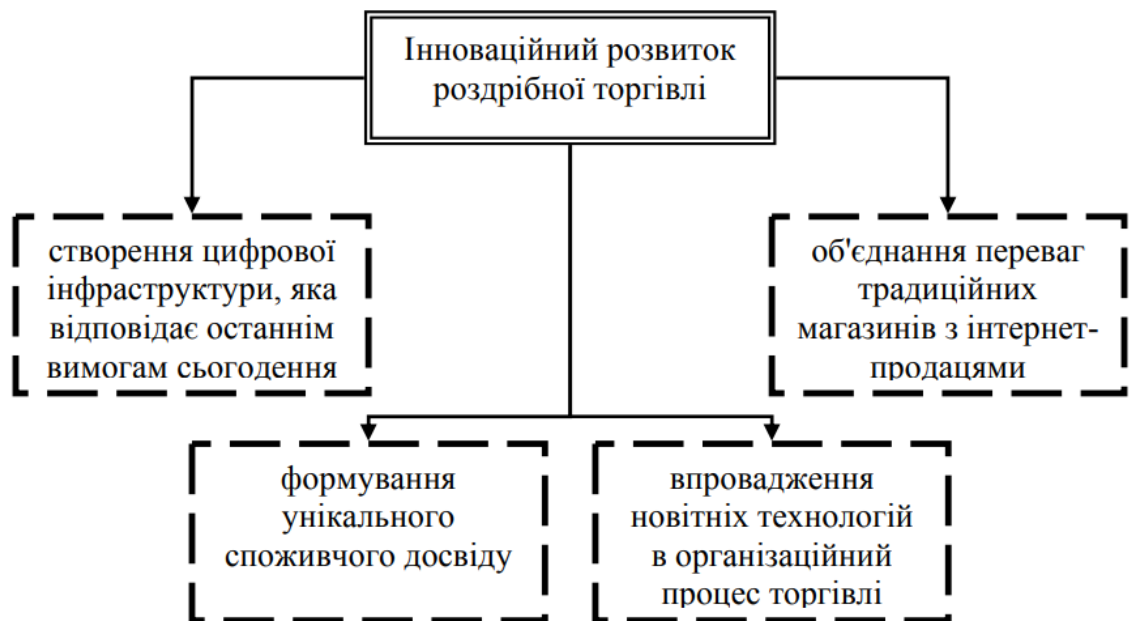 Інноваційний розвиток
роздрібної торгівлі
створення цифрової
інфраструктури, яка
відповідає останнім
вимогам сьогодення
об'єднання переваг
традиційних
магазинів з інтернет-
продацями
формування
унікального
споживчого досвіду
впровадження
новітніх технологій
в організаційний
процес торгівлі